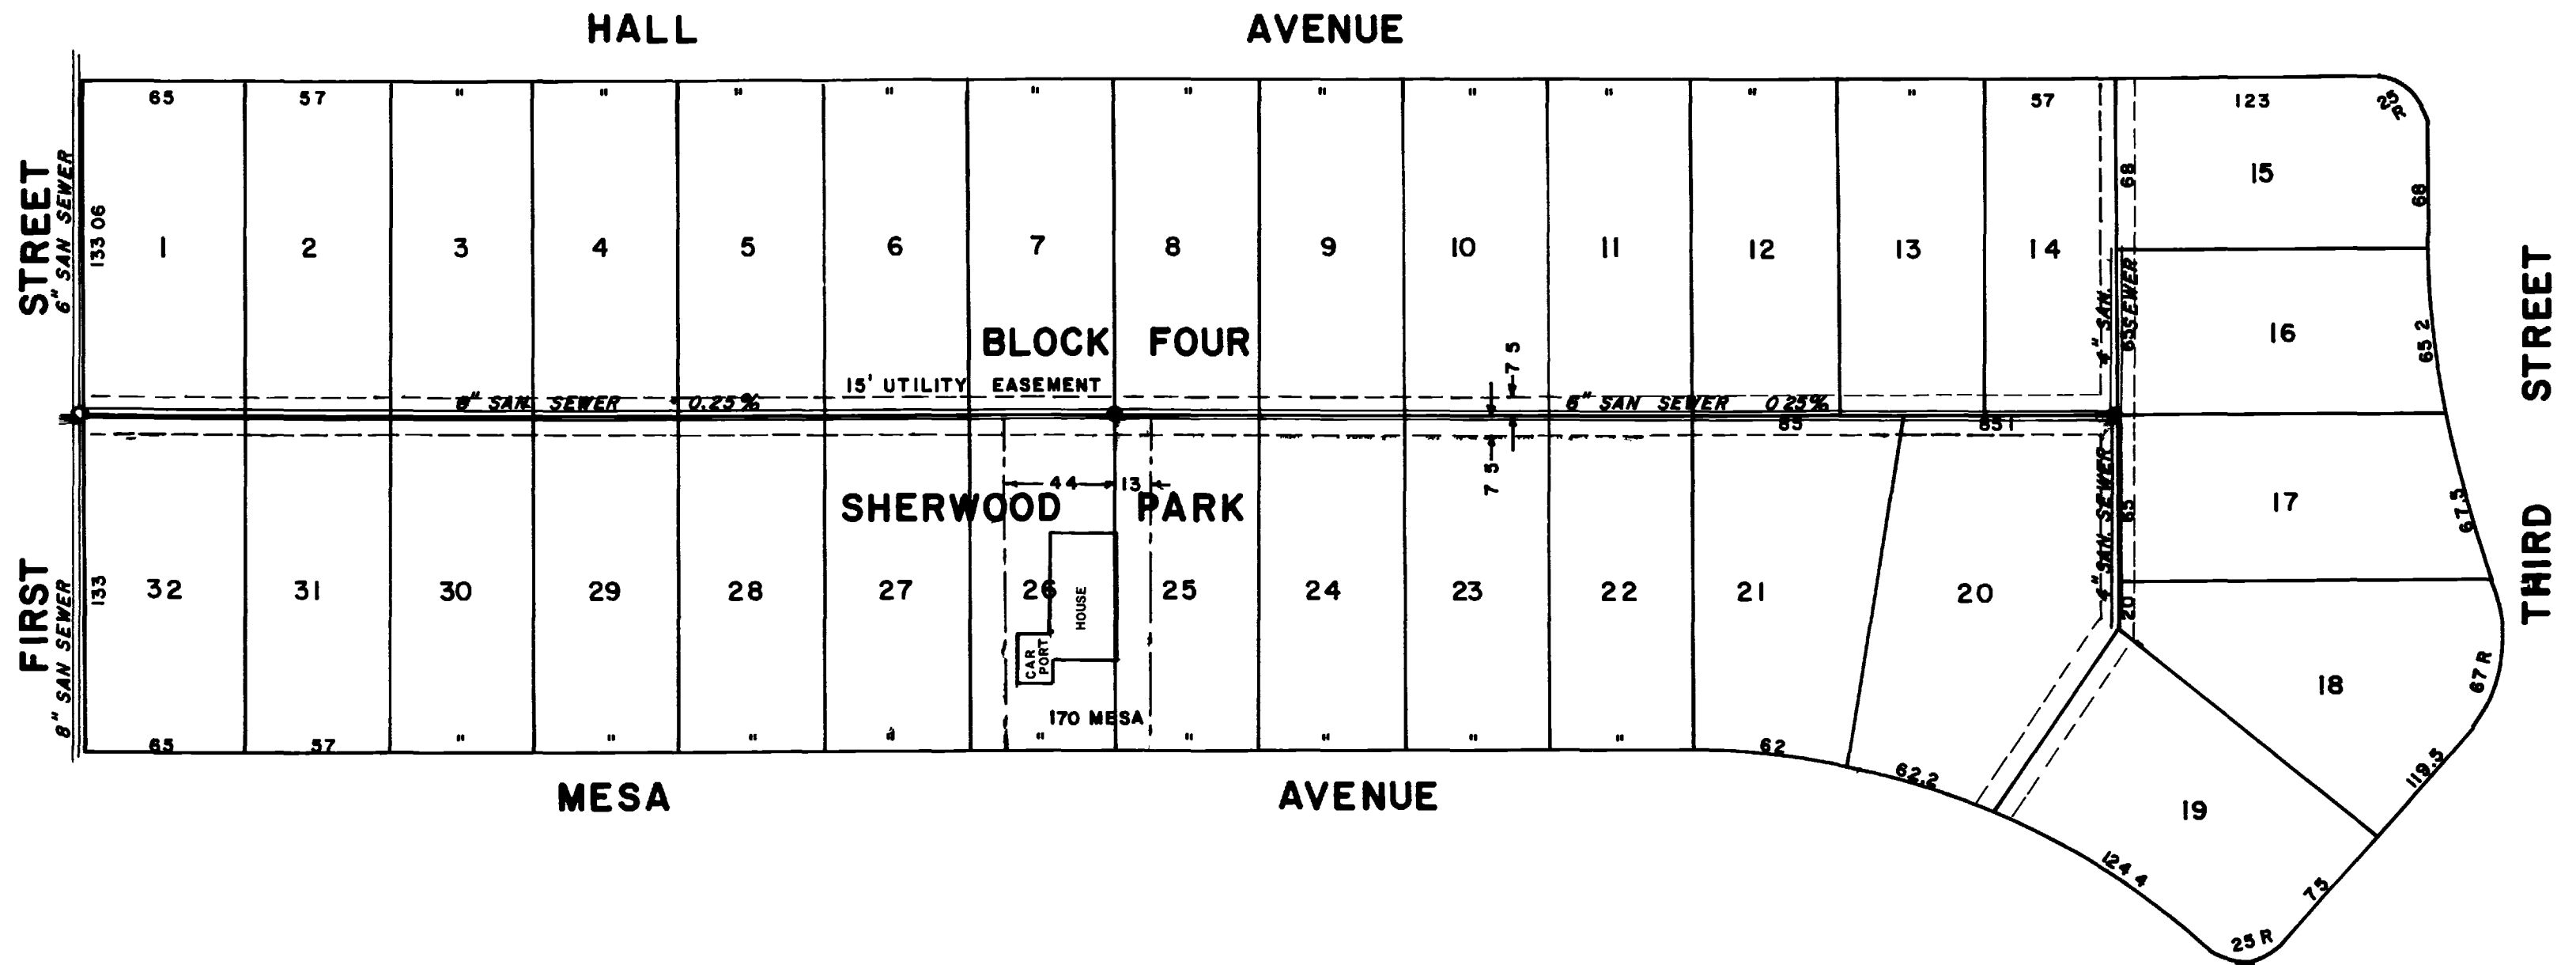 HALL AVENUE
65 57 " " " " " " " " " " " 57 123 25 R
STREET
6" SAN SEWER
133 06
1 2 3 4 5 6 7 8 9 10 11 12 13 14 15
68 68
BLOCK FOUR
4" SAN. SEWER
65
16
65 2
STREET
15' UTILITY EASEMENT
7 5
8" SAN. SEWER 0.25%
6" SAN SEWER 0 25%
85 85 1
7 5
44 13
SHERWOOD PARK
4" SAN. SEWER
65
17
67.5
FIRST
8" SAN SEWER
133
32 31 30 29 28 27 26 25 24 23 22 21 20
HOUSE
CAR PORT
20
THIRD
18
67 R
170 MESA
65 57 " " " " " " " " " 62
62.2
119.5
MESA AVENUE
19
124 4
75
25 R